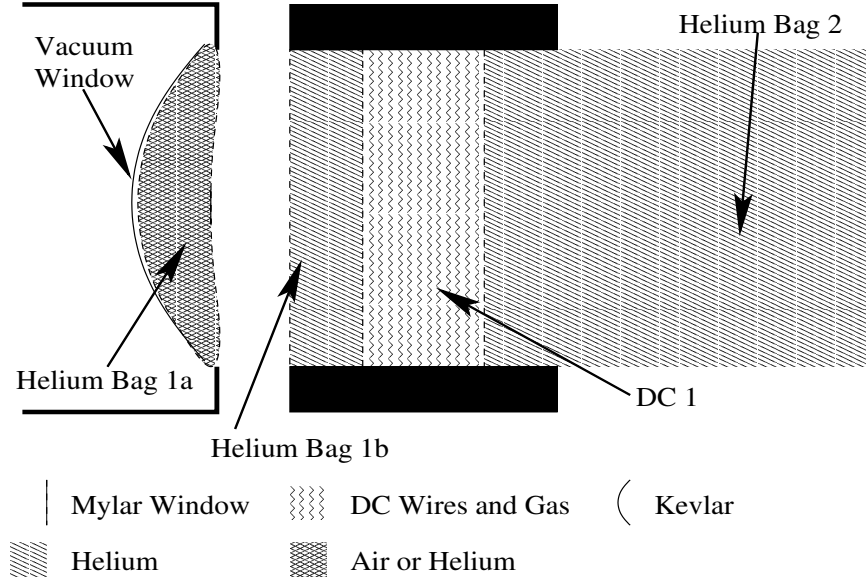 Vacuum
Window
Helium Bag 2
Helium Bag 1a
DC 1
Helium Bag 1b
Mylar Window
DC Wires and Gas
Kevlar
Helium
Air or Helium